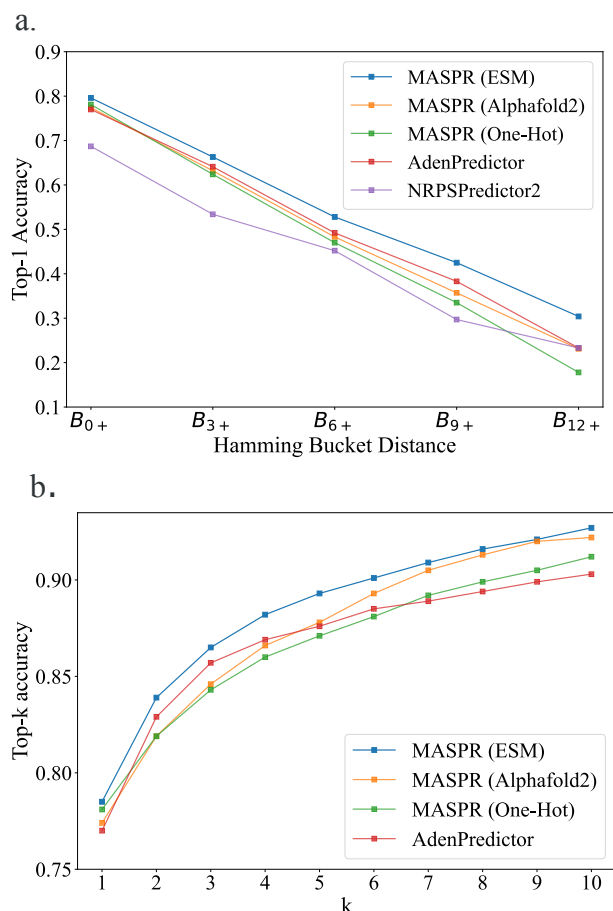 a.
0.9
0.8
0.7
0.6
0.5
0.4
0.3
0.2
0.1
Top-1 Accuracy
MASPR (ESM)
MASPR (Alphafold2)
MASPR (One-Hot)
AdenPredictor
NRPSPredictor2
B0+ B3+ B6+ B9+ B12+
Hamming Bucket Distance
b.
0.90
0.85
0.80
0.75
Top-k accuracy
MASPR (ESM)
MASPR (Alphafold2)
MASPR (One-Hot)
AdenPredictor
1 2 3 4 5 6 7 8 9 10
k